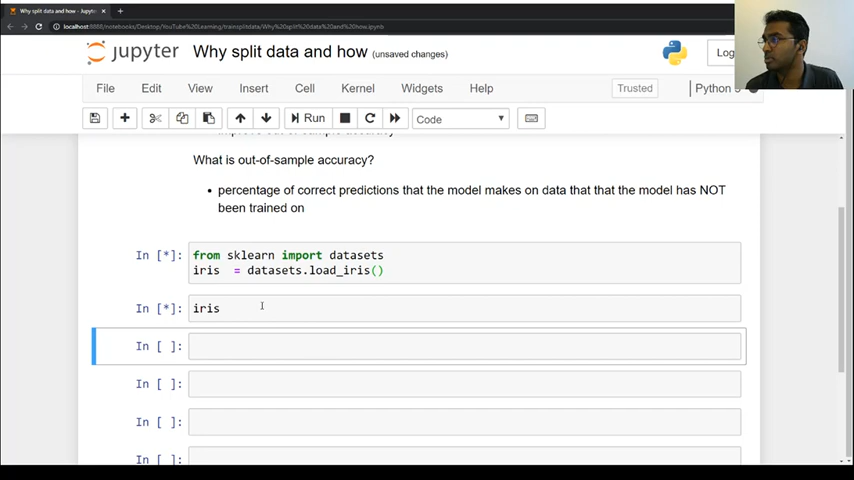 Why split data and how - Jupyter
localhost:8888/notebooks/Desktop/YouTube%20Learning/trainsplitdata/Why%20split%20data%20and%20how.ipynb
jupyter Why split data and how (unsaved changes)
File Edit View Insert Cell Kernel Widgets Help Trusted Python
Run Code
What is out-of-sample accuracy?
percentage of correct predictions that the model makes on data that that the model has NOT
been trained on
In [*]: from sklearn import datasets
iris = datasets.load_iris()
In [*]: iris
In [ ]:
In [ ]:
In [ ]:
In [ ]: